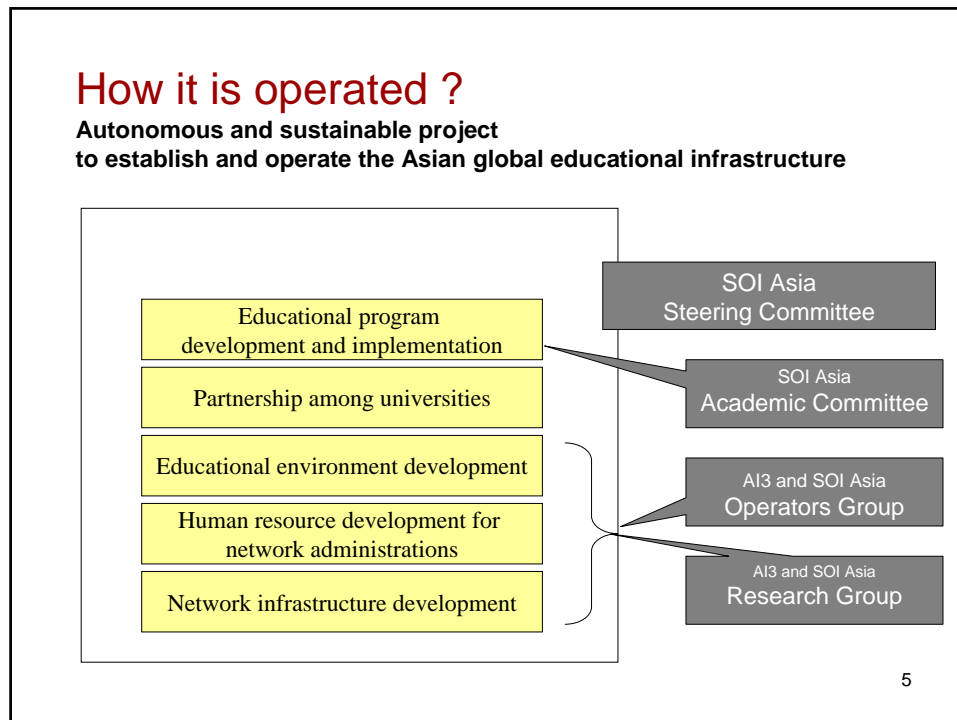 How it is operated ?
Autonomous and sustainable project
to establish and operate the Asian global educational infrastructure
SOI Asia
Steering Committee
Educational program
development and implementation
SOI Asia
Academic Committee
Partnership among universities
Educational environment development
AI3 and SOI Asia
Operators Group
Human resource development for
network administrations
AI3 and SOI Asia
Research Group
Network infrastructure development
5